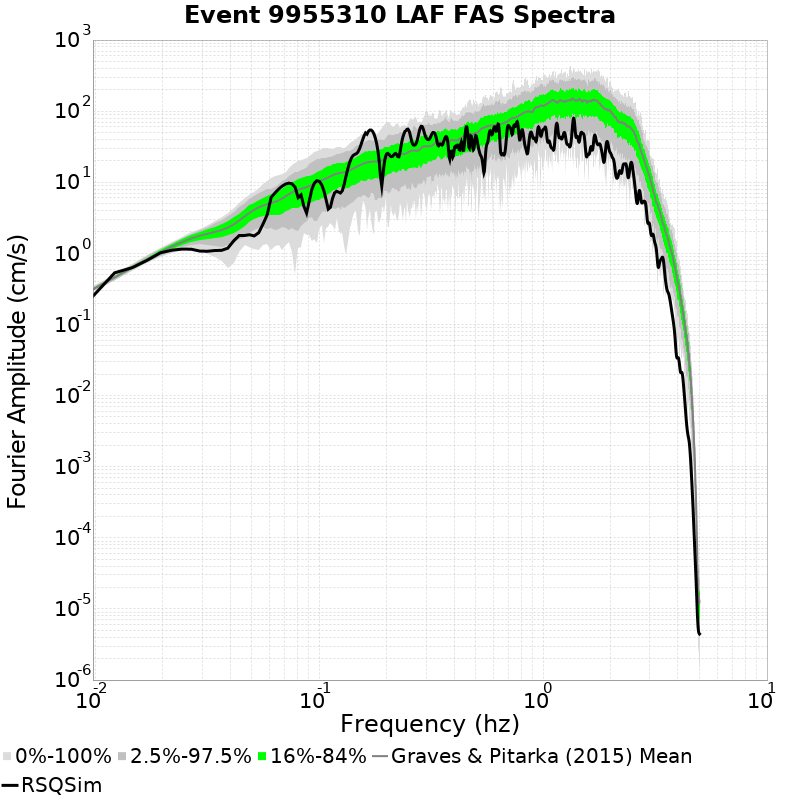 Event 9955310 LAF FAS Spectra
10^3
10^2
10^1
10^0
10^-1
10^-2
10^-3
10^-4
10^-5
10^-6
Fourier Amplitude (cm/s)
10^-2 10^-1 10^0 10^1
Frequency (hz)
0%-100% 2.5%-97.5% 16%-84% Graves & Pitarka (2015) Mean
RSQSim